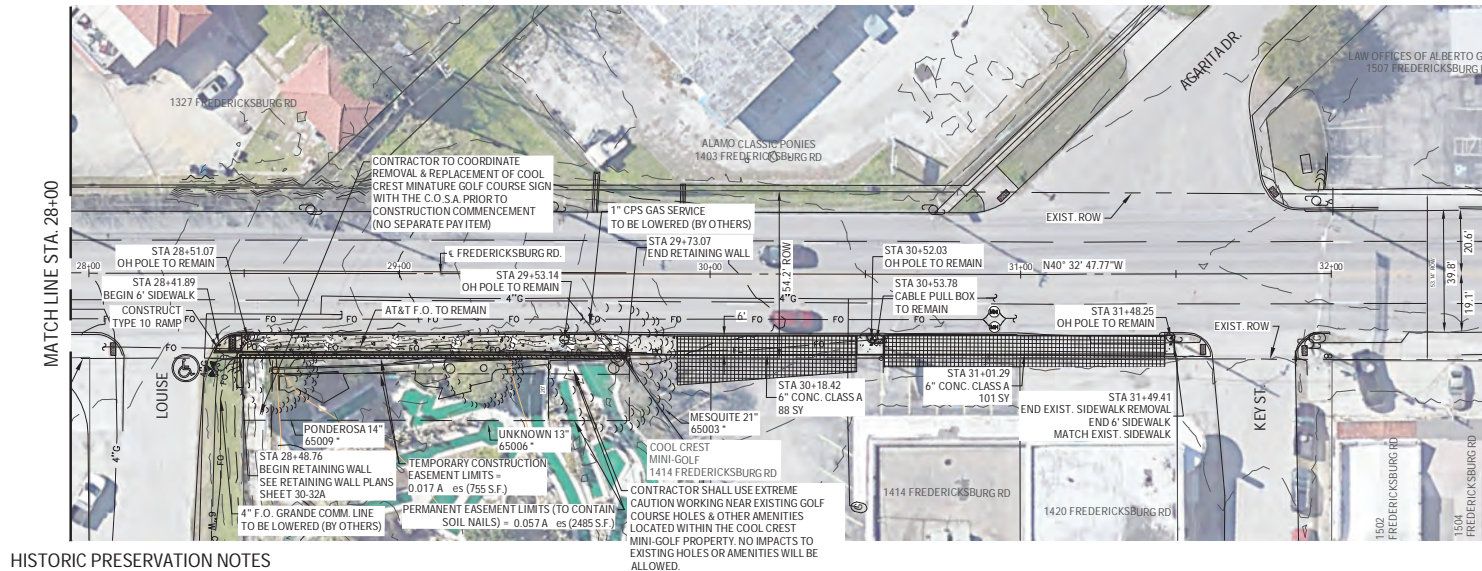 1327 FREDERICKSBURG RD
ALAMO CLASSIC PONIES
1403 FREDERICKSBURG RD
AGARITA DR.
LAW OFFICES OF ALBERTO G
1507 FREDERICKSBURG
MATCH LINE STA. 28+00
CONTRACTOR TO COORDINATE
REMOVAL & REPLACEMENT OF COOL
CREST MINATURE GOLF COURSE SIGN
WITH THE C.O.S.A. PRIOR TO
CONSTRUCTION COMMENCEMENT
(NO SEPARATE PAY ITEM)
1" CPS GAS SERVICE
TO BE LOWERED (BY OTHERS)
STA 29+73.07
END RETAINING WALL
54.2' ROW
EXIST. ROW
20.6'
39.8'
19.1'
STA 28+51.07
OH POLE TO REMAIN
℄ FREDERICKSBURG RD.
STA 30+52.03
OH POLE TO REMAIN
28+00
29+00
30+00
31+00
N40° 32' 47.77"W
32+00
STA 28+41.89
BEGIN 6' SIDEWALK
STA 29+53.14
OH POLE TO REMAIN
4"G
4"G
STA 30+53.78
CABLE PULL BOX
TO REMAIN
CONSTRUCT
TYPE 10 RAMP
AT&T F.O. TO REMAIN
6'
STA 31+48.25
OH POLE TO REMAIN
EXIST. ROW
FO
FO
FO
FO
FO
FO
FO
LOUISE
4"G
FO
STA 30+18.42
6" CONC. CLASS A
88 SY
STA 31+01.29
6" CONC. CLASS A
101 SY
STA 31+49.41
END EXIST. SIDEWALK REMOVAL
END 6' SIDEWALK
MATCH EXIST. SIDEWALK
KEY ST.
PONDEROSA 14"
65009 *
UNKNOWN 13"
65006 *
MESQUITE 21"
65003 *
COOL CREST
MINI-GOLF
1414 FREDERICKSBURG RD
STA 28+48.76
BEGIN RETAINING WALL
SEE RETAINING WALL PLANS
SHEET 30-32A
TEMPORARY CONSTRUCTION
EASEMENT LIMITS =
0.017 A es (755 S.F.)
4" F.O. GRANDE COMM. LINE
TO BE LOWERED (BY OTHERS)
PERMANENT EASEMENT LIMITS (TO CONTAIN
SOIL NAILS) = 0.057 A es (2485 S.F.)
CONTRACTOR SHALL USE EXTREME
CAUTION WORKING NEAR EXISTING GOLF
COURSE HOLES & OTHER AMENITIES
LOCATED WITHIN THE COOL CREST
MINI-GOLF PROPERTY. NO IMPACTS TO
EXISTING HOLES OR AMENITIES WILL BE
ALLOWED.
1414 FREDERICKSBURG RD
1420 FREDERICKSBURG RD
1502
FREDERICKSBURG RD
1504
FREDERICKSBURG RD
HISTORIC PRESERVATION NOTES